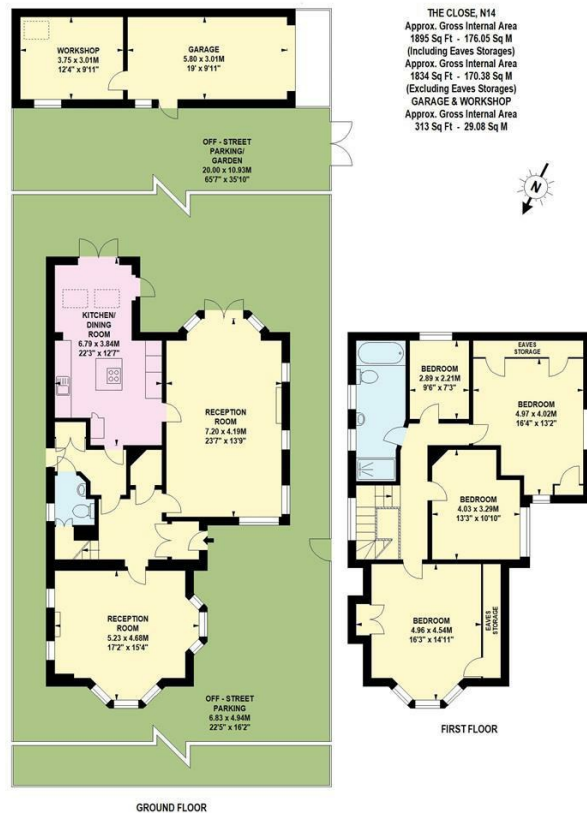 THE CLOSE, N14
Approx. Gross Internal Area
1895 Sq Ft - 176.05 Sq M
(Including Eaves Storages)
Approx. Gross Internal Area
1834 Sq Ft - 170.38 Sq M
(Excluding Eaves Storages)
GARAGE & WORKSHOP
Approx. Gross Internal Area
313 Sq Ft - 29.08 Sq M
N
WORKSHOP
3.75 x 3.01M
12'4" x 9'11"
GARAGE
5.80 x 3.01M
19' x 9'11"
OFF - STREET
PARKING/
GARDEN
20.00 x 10.93M
65'7" x 35'10"
KITCHEN/
DINING
ROOM
6.79 x 3.84M
22'3" x 12'7"
RECEPTION
ROOM
7.20 x 4.19M
23'7" x 13'9"
RECEPTION
ROOM
5.23 x 4.68M
17'2" x 15'4"
OFF - STREET
PARKING
6.83 x 4.94M
22'5" x 16'2"
GROUND FLOOR
EAVES
STORAGE
BEDROOM
2.89 x 2.21M
9'6" x 7'3"
BEDROOM
4.97 x 4.02M
16'4" x 13'2"
BEDROOM
4.03 x 3.29M
13'3" x 10'10"
BEDROOM
4.96 x 4.54M
16'3" x 14'11"
EAVES
STORAGE
FIRST FLOOR